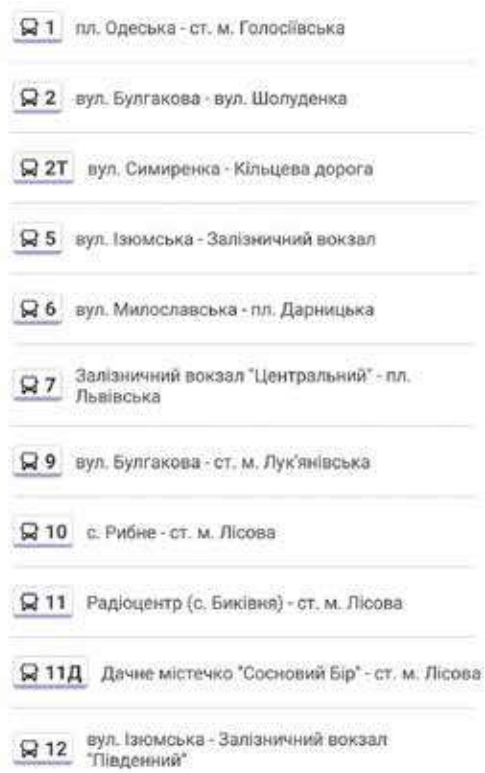 1 пл. Одеська - ст. м. Голосіївська
2 вул. Булгакова - вул. Шолуденка
2Т вул. Симиренка - Кільцева дорога
5 вул. Ізюмська - Залізничний вокзал
6 вул. Милославська - пл. Дарницька
7 Залізничний вокзал "Центральний" - пл.
Львівська
9 вул. Булгакова - ст. м. Лук'янівська
10 с. Рибне - ст. м. Лісова
11 Радіоцентр (с. Биківня) - ст. м. Лісова
11Д Дачне містечко "Сосновий Бір" - ст. м. Лісова
12 вул. Ізюмська - Залізничний вокзал
"Південний"